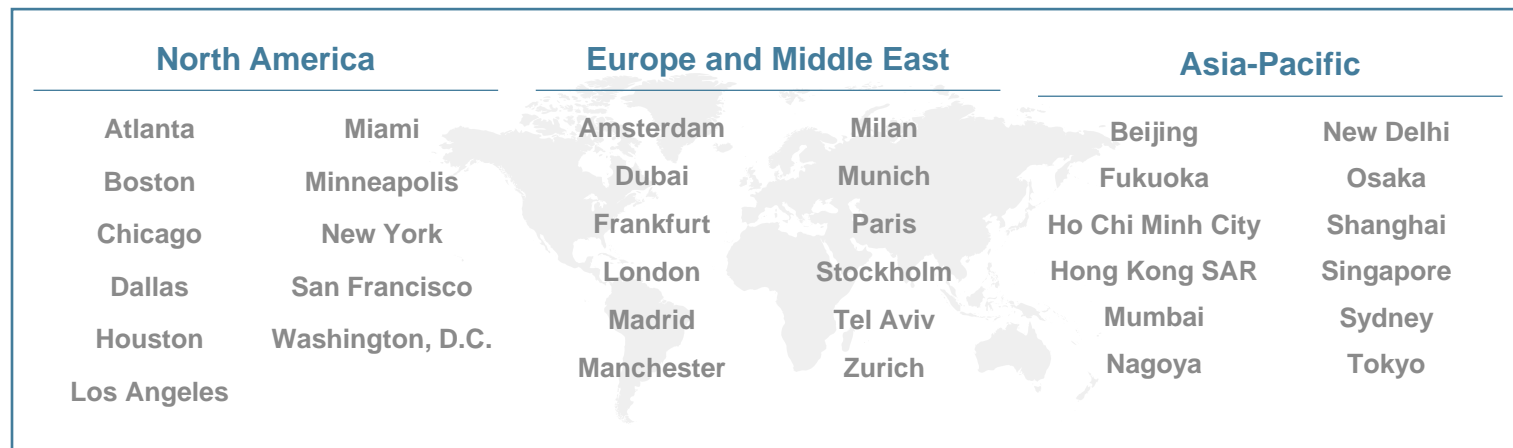 North America
Atlanta
Boston
Chicago
Dallas
Houston
Los Angeles
Miami
Minneapolis
New York
San Francisco
Washington, D.C.
Europe and Middle East
Amsterdam
Dubai
Frankfurt
London
Madrid
Manchester
Milan
Munich
Paris
Stockholm
Tel Aviv
Zurich
Asia-Pacific
Beijing
Fukuoka
Ho Chi Minh City
Hong Kong SAR
Mumbai
Nagoya
New Delhi
Osaka
Shanghai
Singapore
Sydney
Tokyo